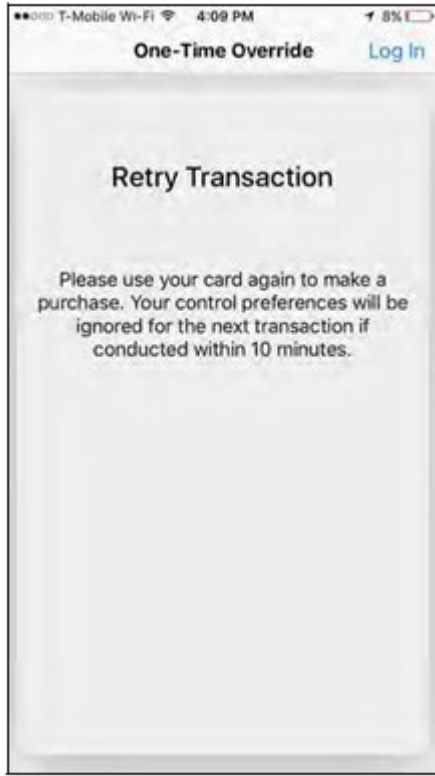 T-Mobile Wi-Fi 4:09 PM 8%
One-Time Override Log In
Retry Transaction
Please use your card again to make a
purchase. Your control preferences will be
ignored for the next transaction if
conducted within 10 minutes.